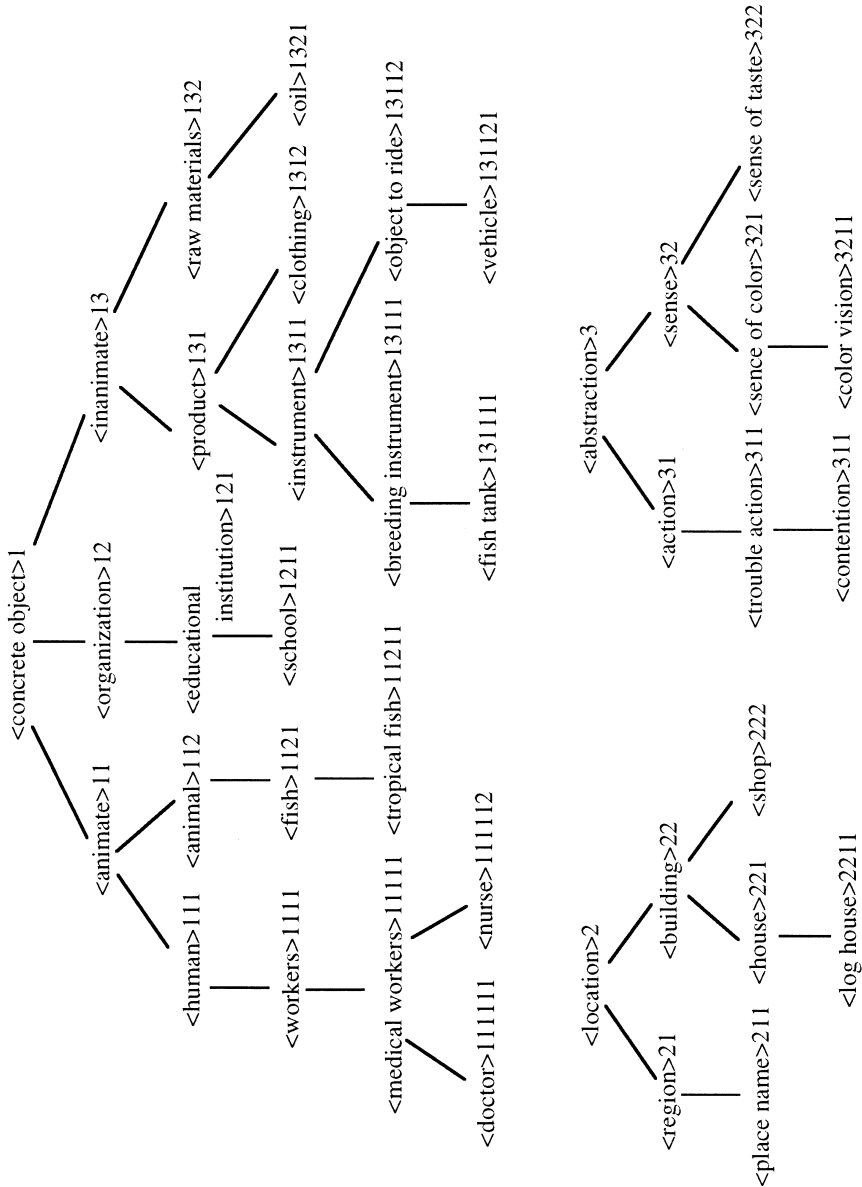 <concrete object>1
<animate>11
<organization>12
<inanimate>13
<human>111
<animal>112
<educational
institution>121
<product>131
<raw materials>132
<workers>1111
<fish>1121
<school>1211
<instrument>1311
<clothing>1312
<oil>1321
<medical workers>11111
<tropical fish>11211
<breeding instrument>13111
<object to ride>13112
<doctor>111111
<nurse>111112
<fish tank>131111
<vehicle>131121
<location>2
<abstraction>3
<region>21
<building>22
<action>31
<sense>32
<place name>211
<house>221
<shop>222
<trouble action>311
<sence of color>321
<sense of taste>322
<log house>2211
<contention>311
<color vision>3211